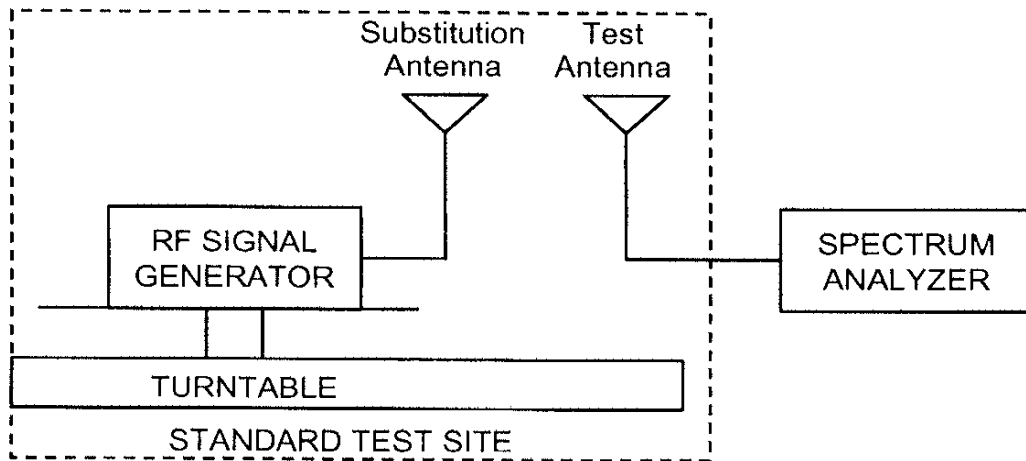 Substitution
Antenna
Test
Antenna
RF SIGNAL
GENERATOR
SPECTRUM
ANALYZER
TURNTABLE
STANDARD TEST SITE